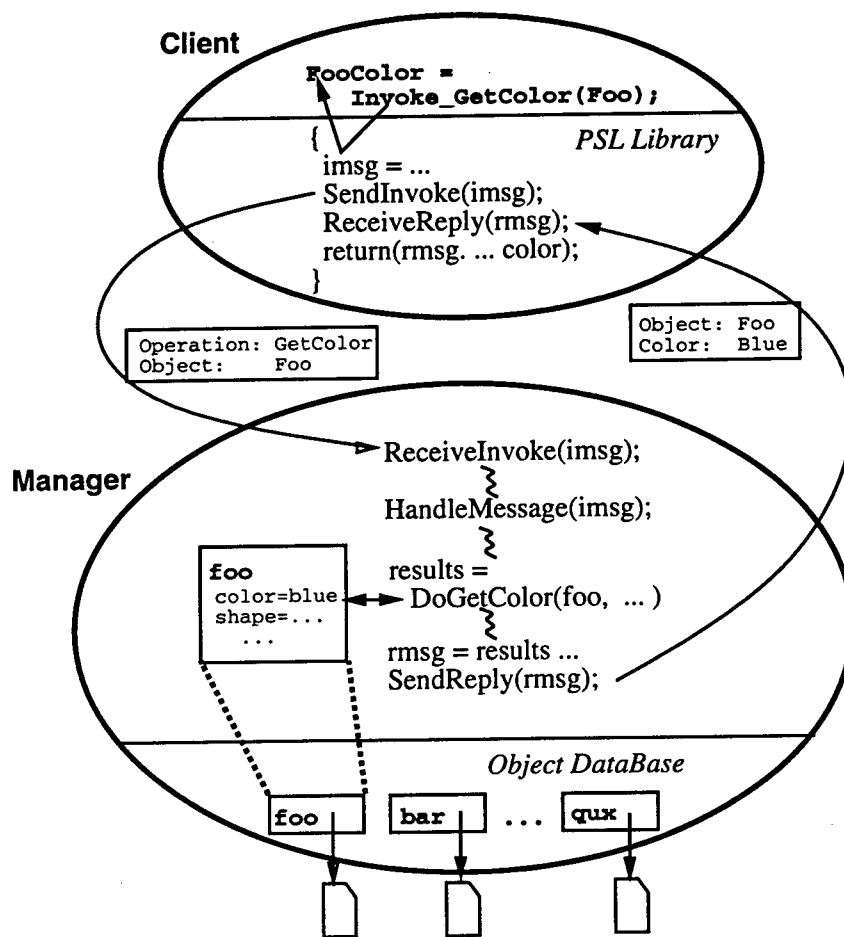 Client
FooColor =
Invoke_GetColor(Foo);
PSL Library
{
imsg = ...
SendInvoke(imsg);
ReceiveReply(rmsg);
return(rmsg. ... color);
}
Operation: GetColor
Object: Foo
Object: Foo
Color: Blue
Manager
ReceiveInvoke(imsg);
HandleMessage(imsg);
foo
color=blue
shape=...
...
results =
DoGetColor(foo, ... )
rmsg = results ...
SendReply(rmsg);
Object DataBase
foo
bar
...
qux